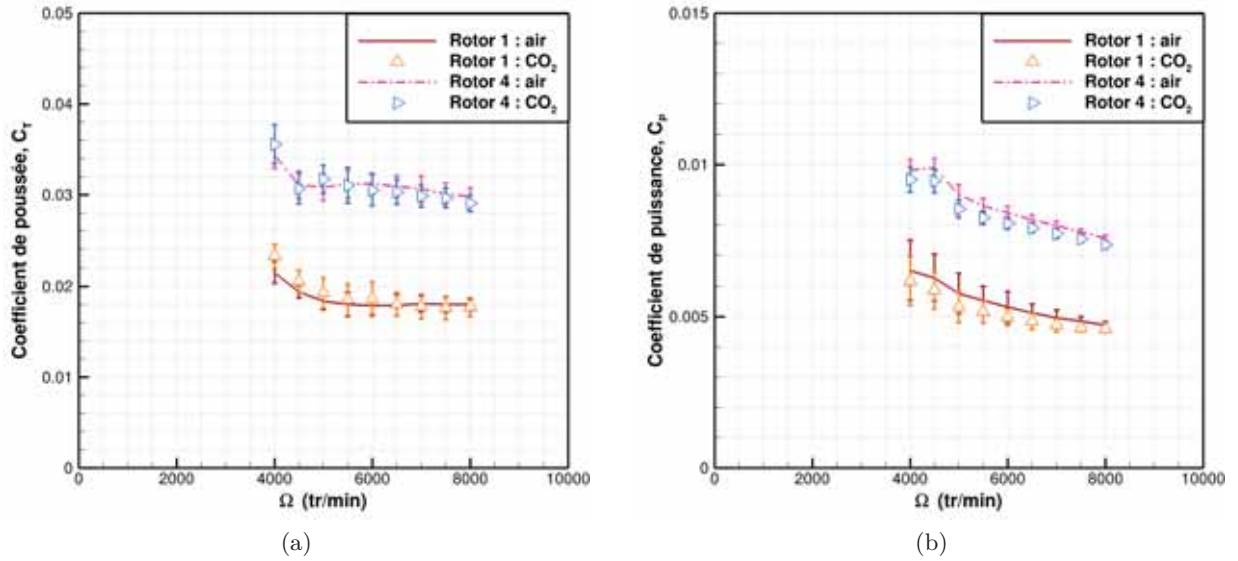 0.05
0.04
0.03
0.02
0.01
0
Coefficient de poussée, C_T
Rotor 1 : air
Rotor 1 : CO₂
Rotor 4 : air
Rotor 4 : CO₂
0 2000 4000 6000 8000 10000
Ω (tr/min)
(a)
0.015
0.01
0.005
0
Coefficient de puissance, C_P
Rotor 1 : air
Rotor 1 : CO₂
Rotor 4 : air
Rotor 4 : CO₂
0 2000 4000 6000 8000 10000
Ω (tr/min)
(b)